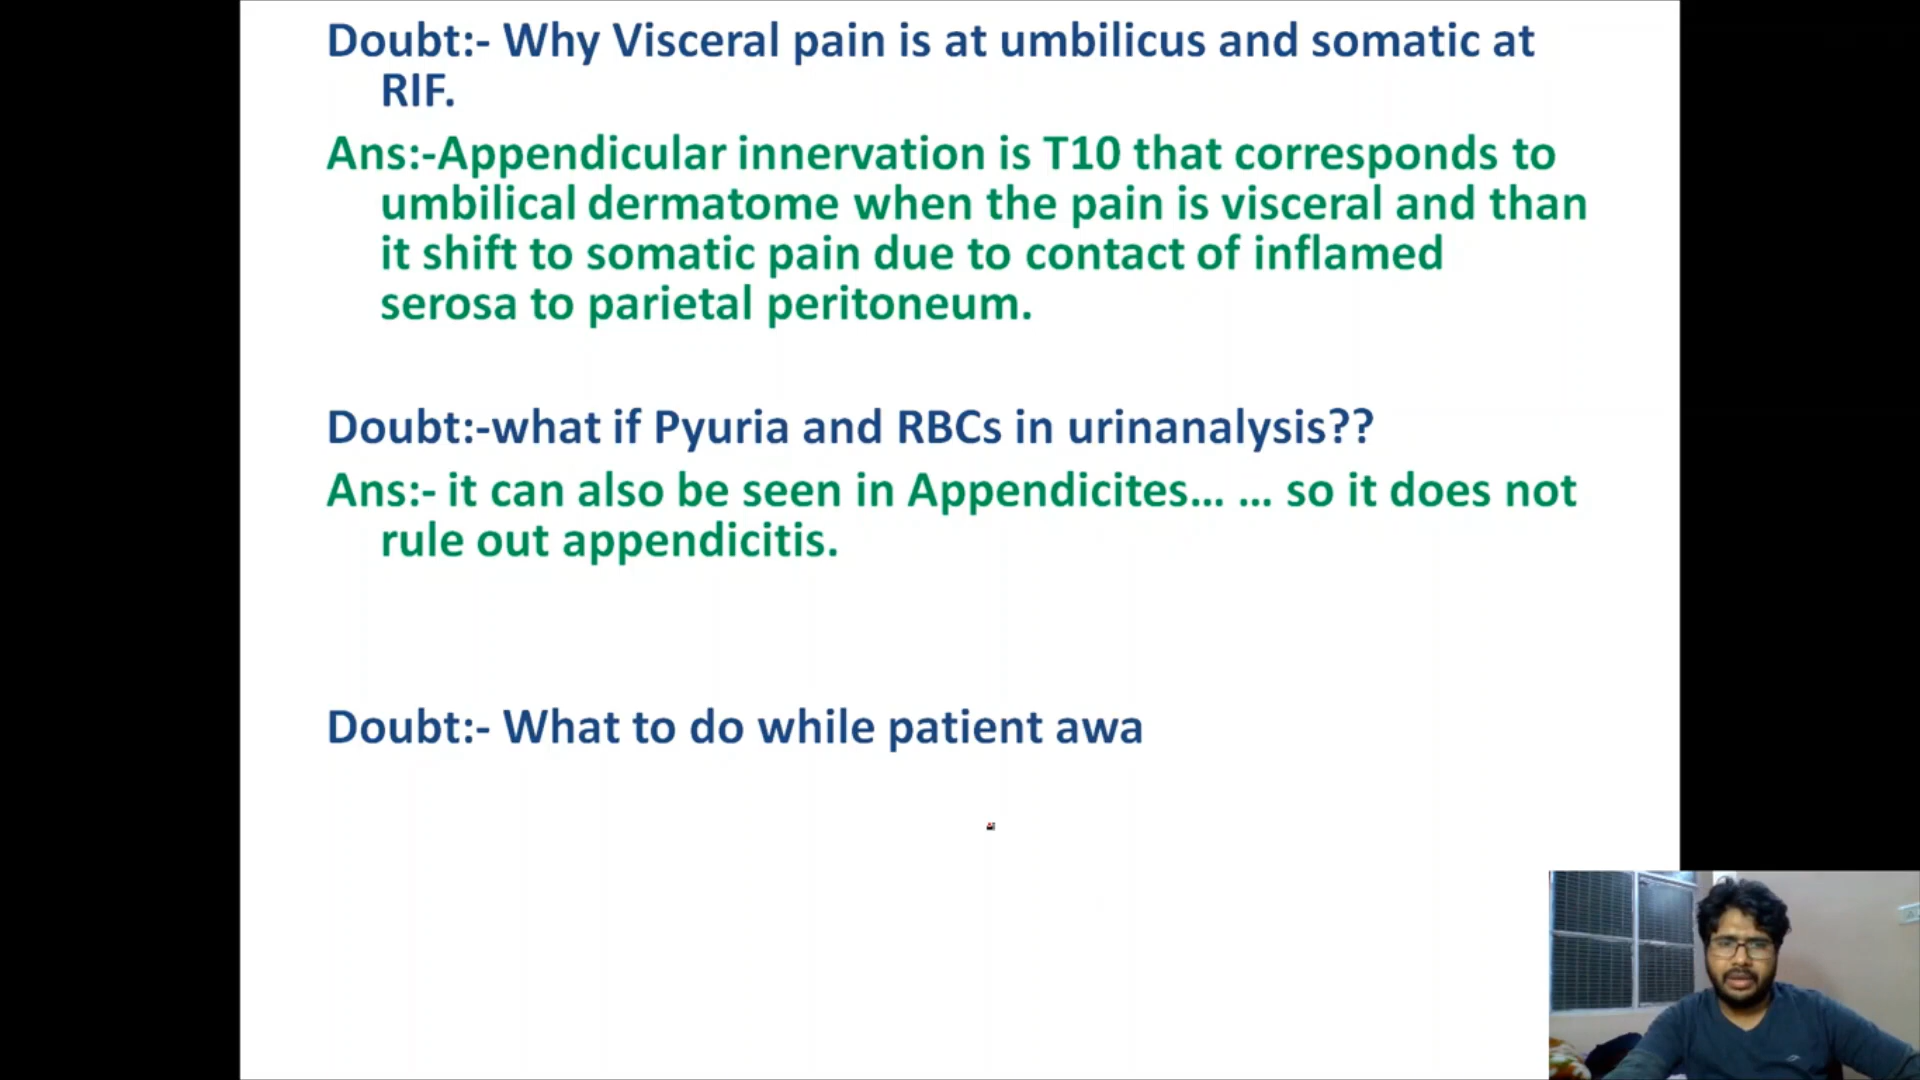 Doubt:- Why Visceral pain is at umbilicus and somatic at
RIF.
Ans:-Appendicular innervation is T10 that corresponds to
umbilical dermatome when the pain is visceral and than
it shift to somatic pain due to contact of inflamed
serosa to parietal peritoneum.
Doubt:-what if Pyuria and RBCs in urinanalysis??
Ans:- it can also be seen in Appendicites... ... so it does not
rule out appendicitis.
Doubt:- What to do while patient awa